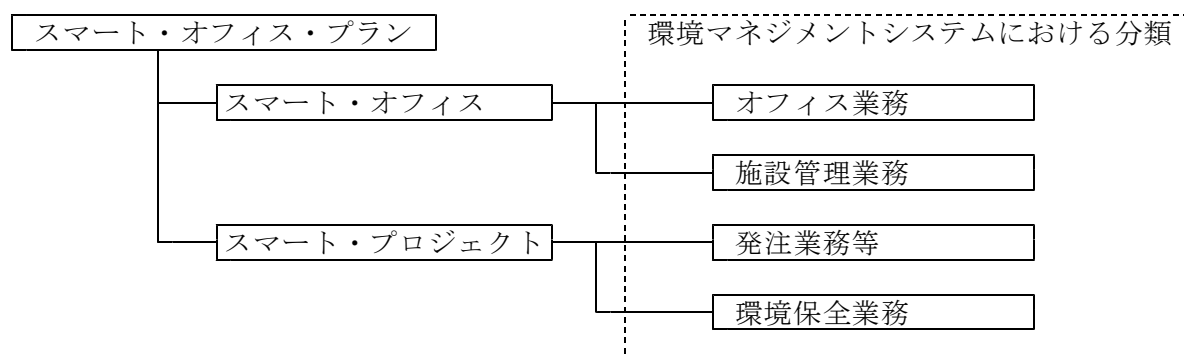 スマート・オフィス・プラン
環境マネジメントシステムにおける分類
スマート・オフィス
オフィス業務
施設管理業務
スマート・プロジェクト
発注業務等
環境保全業務